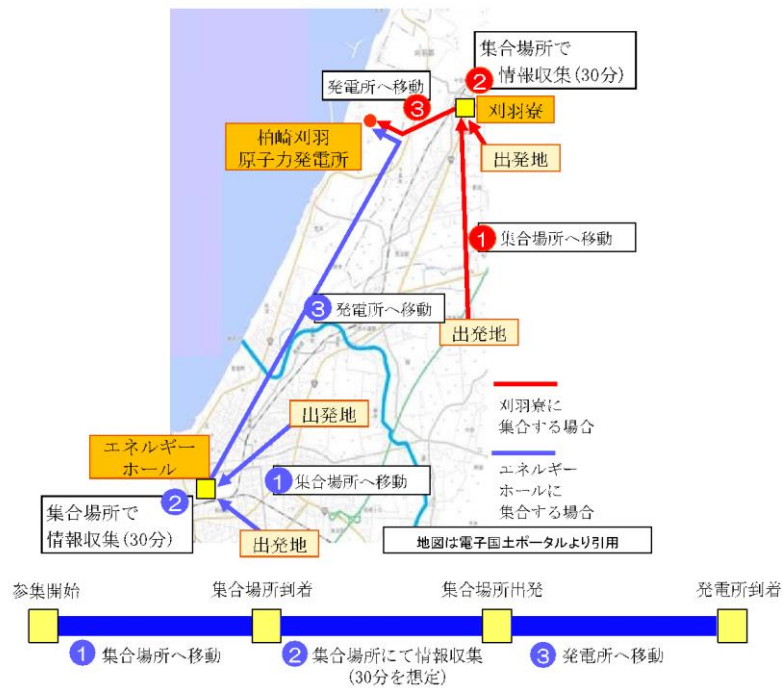 集合場所で
② 情報収集(30分)
発電所へ移動
③
刈羽寮
柏崎刈羽
原子力発電所
出発地
① 集合場所へ移動
③ 発電所へ移動
出発地
刈羽寮に
集合する場合
出発地
エネルギー
ホール
エネルギー
ホールに
集合する場合
① 集合場所へ移動
②
集合場所で
情報収集(30分)
出発地
地図は電子国土ポータルより引用
参集開始
集合場所到着
集合場所出発
発電所到着
① 集合場所へ移動
② 集合場所にて情報収集
(30分を想定)
③ 発電所へ移動